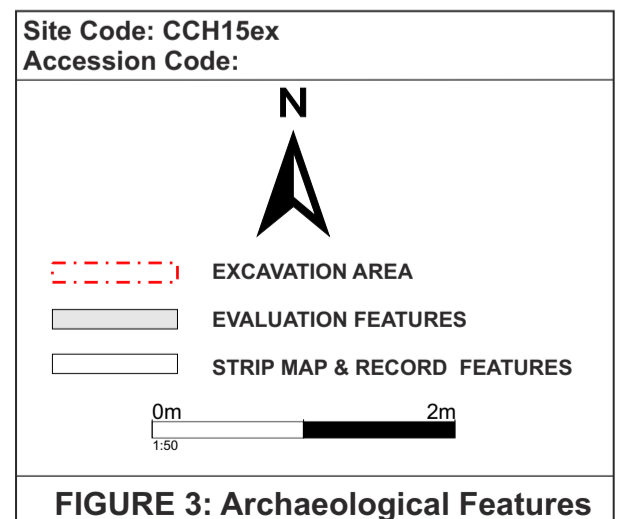 Site Code: CCH15ex
Accession Code:
N
EXCAVATION AREA
EVALUATION FEATURES
STRIP MAP & RECORD FEATURES
0m 2m
1:50
FIGURE 3: Archaeological Features